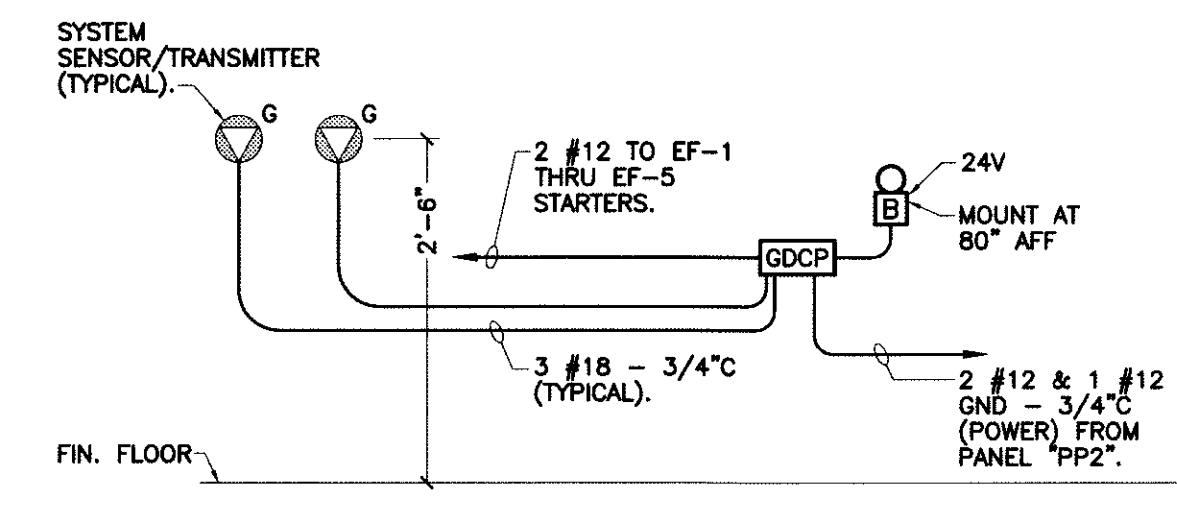 SYSTEM
SENSOR/TRANSMITTER
(TYPICAL).
G
G
2'-6"
2 #12 TO EF-1
THRU EF-5
STARTERS.
24V
B
MOUNT AT
80" AFF
GDCP
3 #18 - 3/4"C
(TYPICAL).
2 #12 & 1 #12
GND - 3/4"C
(POWER) FROM
PANEL "PP2".
FIN. FLOOR